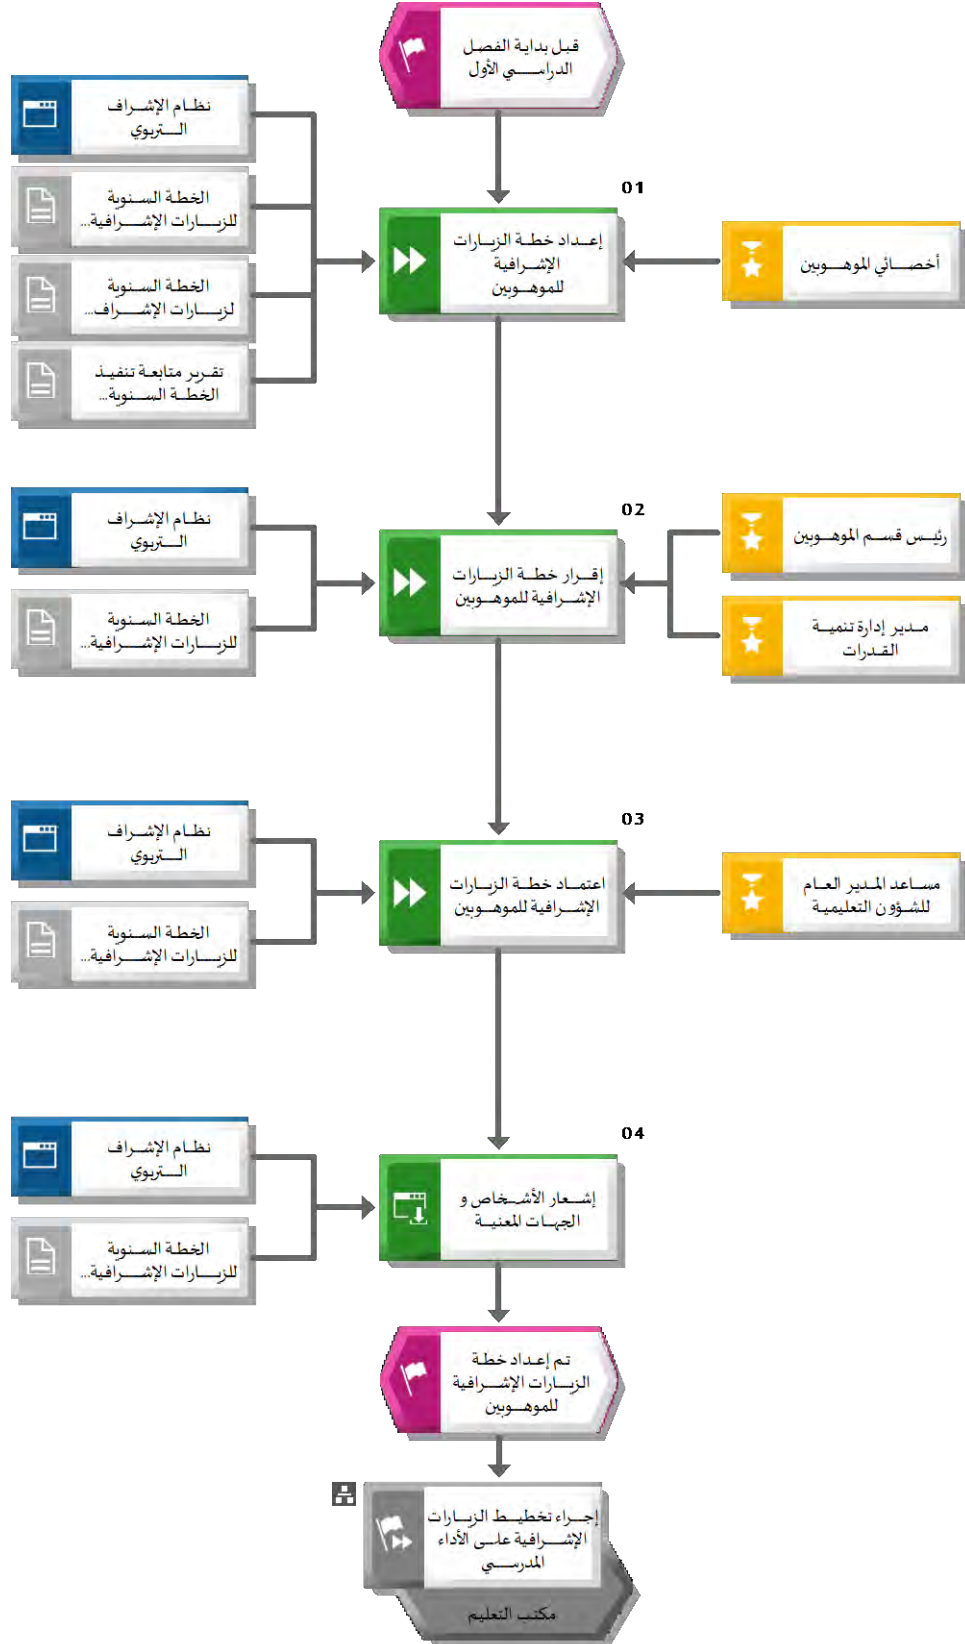 قبل بداية الفصل
الدراسي الأول
نظام الإشراف
التربوي
الخطة السنوية
للزيارات الإشرافية...
الخطة السنوية
لزيارات الإشراف...
تقرير متابعة تنفيذ
الخطة السنوية...
01
إعداد خطة الزيارات
الإشرافية
للموهوبين
أخصائي الموهوبين
نظام الإشراف
التربوي
الخطة السنوية
للزيارات الإشرافية...
02
إقرار خطة الزيارات
الإشرافية للموهوبين
رئيس قسم الموهوبين
مدير إدارة تنمية
القدرات
نظام الإشراف
التربوي
الخطة السنوية
للزيارات الإشرافية...
03
اعتماد خطة الزيارات
الإشرافية للموهوبين
مساعد المدير العام
للشؤون التعليمية
نظام الإشراف
التربوي
الخطة السنوية
للزيارات الإشرافية...
04
إشعار الأشخاص و
الجهات المعنية
تم إعداد خطة
الزيارات الإشرافية
للموهوبين
إجراء تخطيط الزيارات
الإشرافية على الأداء
المدرسي
مكتب التعليم